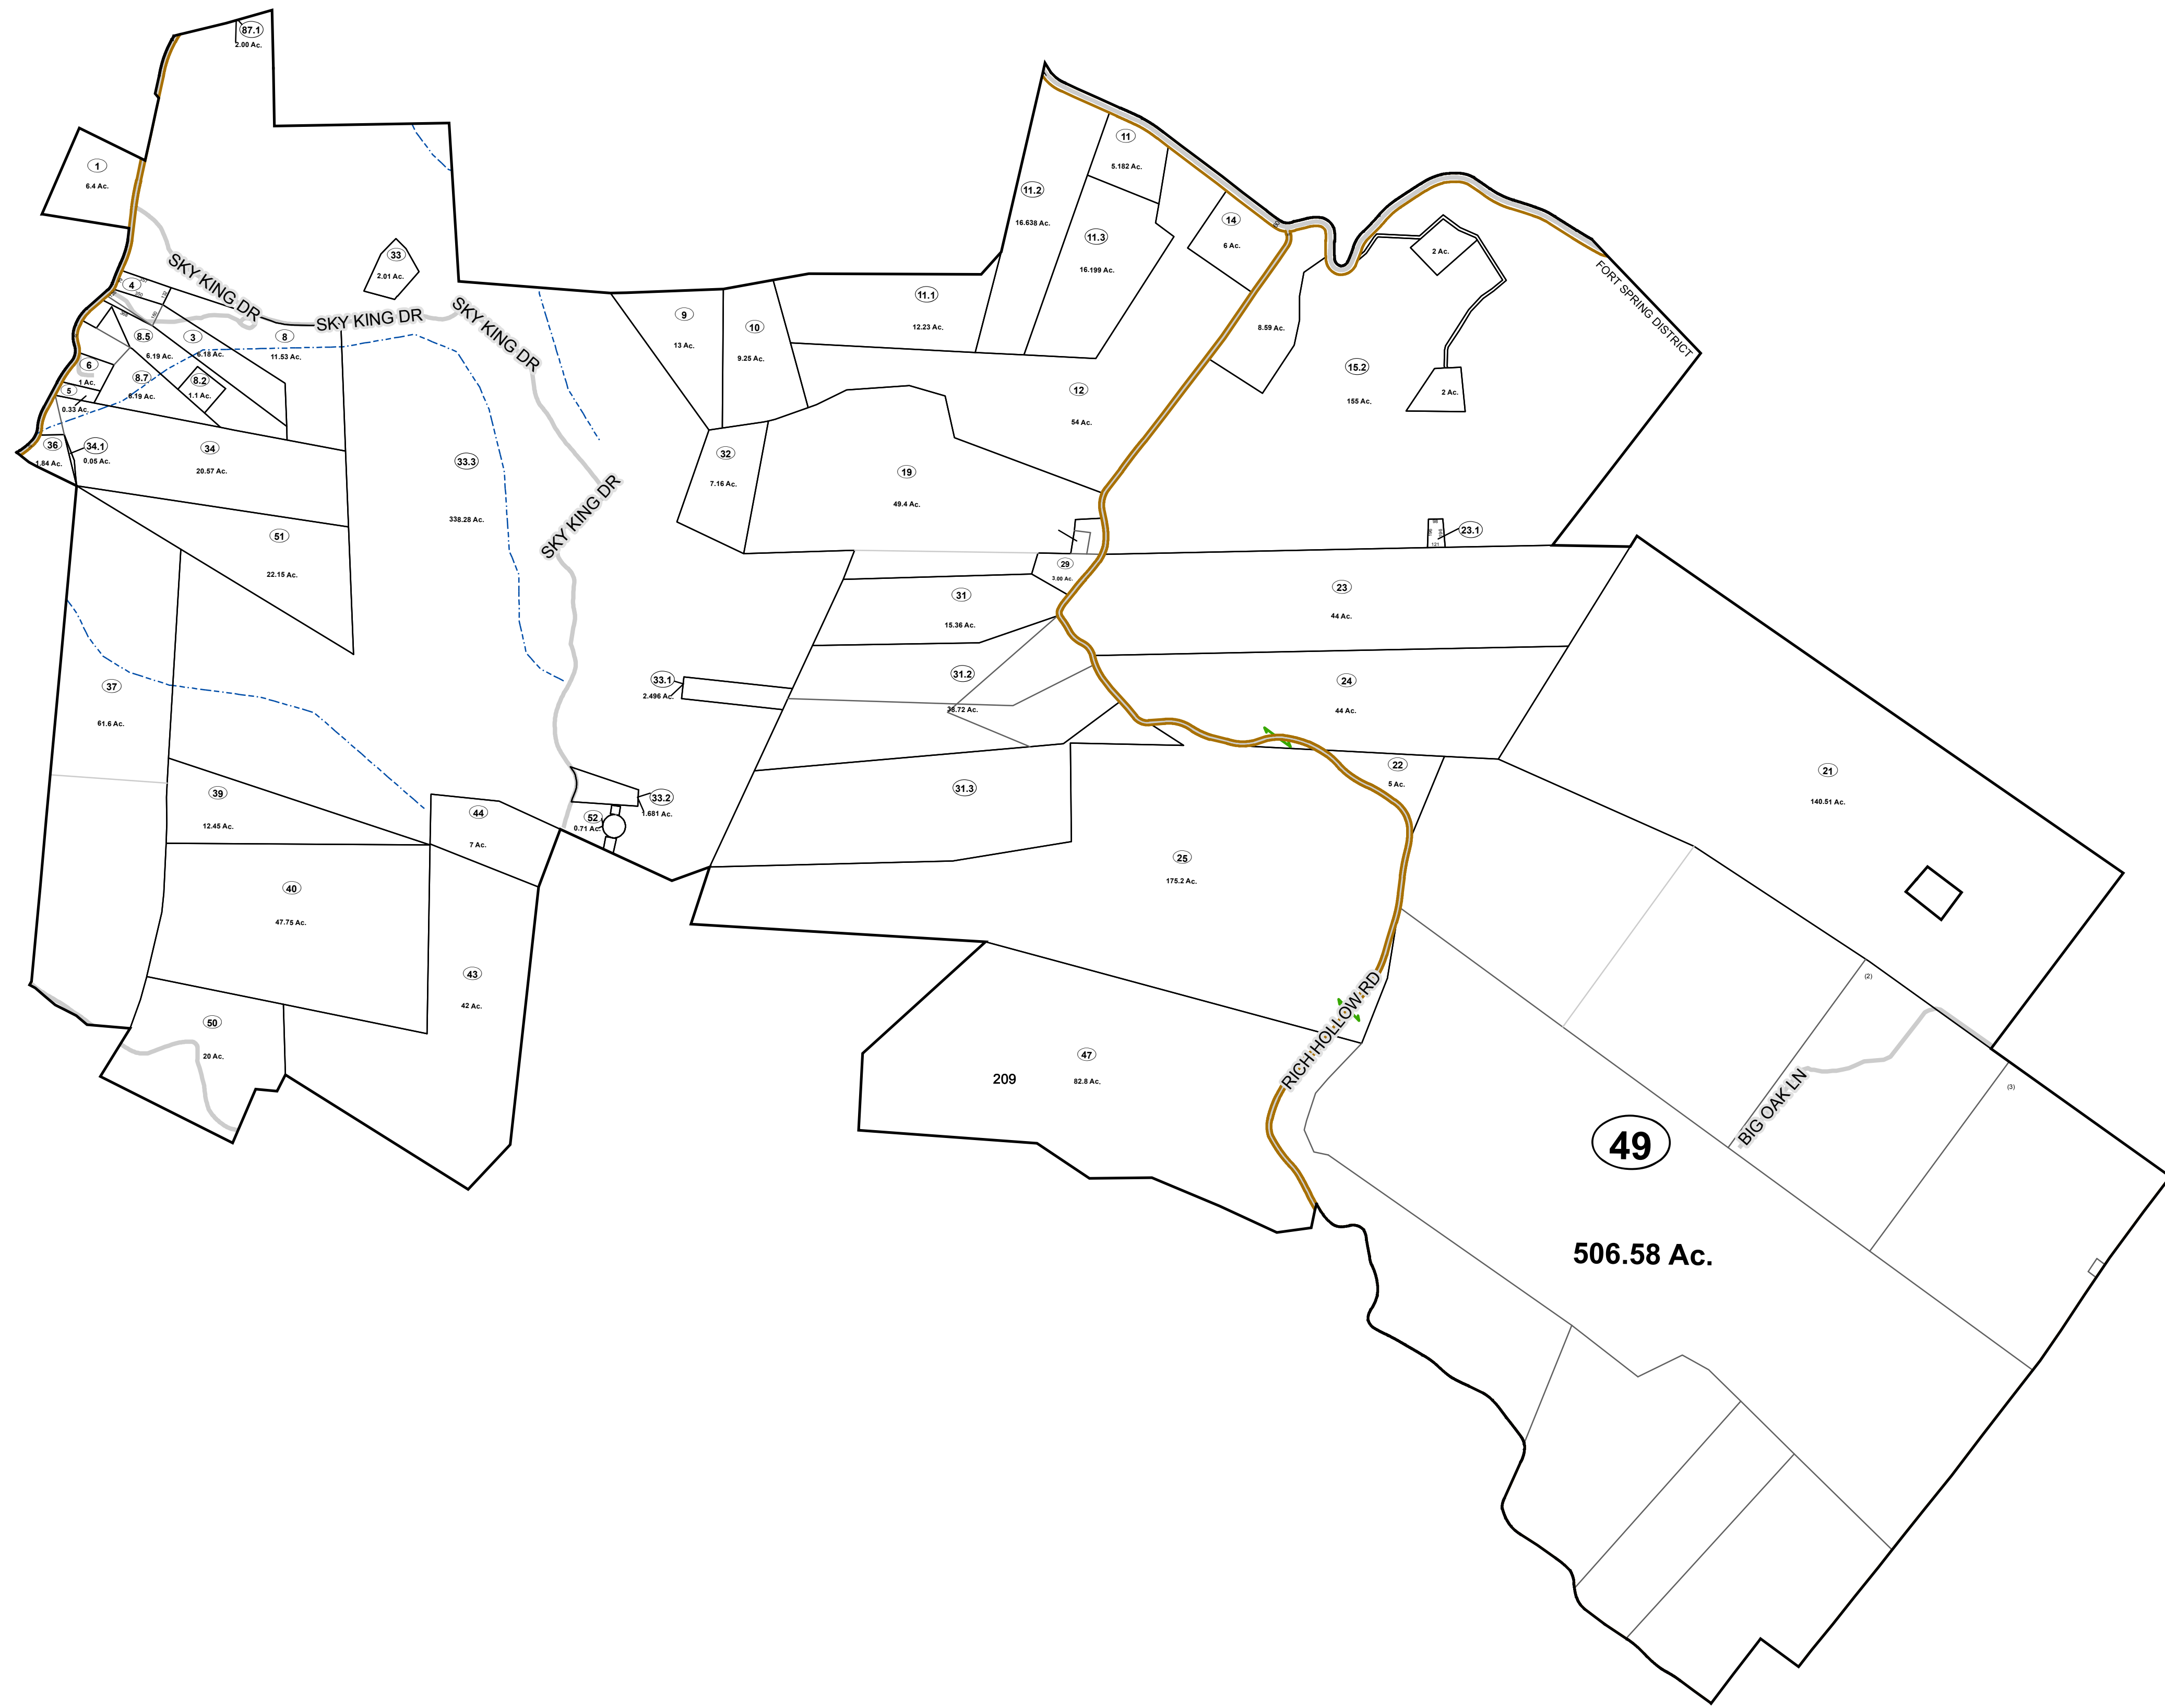 87.1
2.00 Ac.
1
6.4 Ac.
11
5.182 Ac.
11.2
16.638 Ac.
11.3
16.199 Ac.
14
6 Ac.
2 Ac.
FORT SPRING DISTRICT
33
2.01 Ac.
SKY KING DR
SKY KING DR
SKY KING DR
4
8.5
6.19 Ac.
3
6.18 Ac.
8
11.53 Ac.
9
13 Ac.
10
9.25 Ac.
11.1
12.23 Ac.
8.59 Ac.
15.2
155 Ac.
2 Ac.
6
1 Ac.
8.7
6.19 Ac.
8.2
1.1 Ac.
5
0.33 Ac.
12
54 Ac.
36
1.84 Ac.
34.1
0.05 Ac.
34
20.57 Ac.
33.3
338.28 Ac.
32
7.16 Ac.
19
49.4 Ac.
SKY KING DR
23.1
121
51
22.15 Ac.
29
3.00 Ac.
31
15.36 Ac.
23
44 Ac.
37
61.6 Ac.
33.1
2.496 Ac.
31.2
38.72 Ac.
24
44 Ac.
39
12.45 Ac.
44
7 Ac.
33.2
1.681 Ac.
52
0.71 Ac.
31.3
22
5 Ac.
21
140.51 Ac.
25
175.2 Ac.
40
47.75 Ac.
43
42 Ac.
50
20 Ac.
(2)
RICH HOLLOW RD
47
82.8 Ac.
209
BIG OAK LN
(3)
49
506.58 Ac.